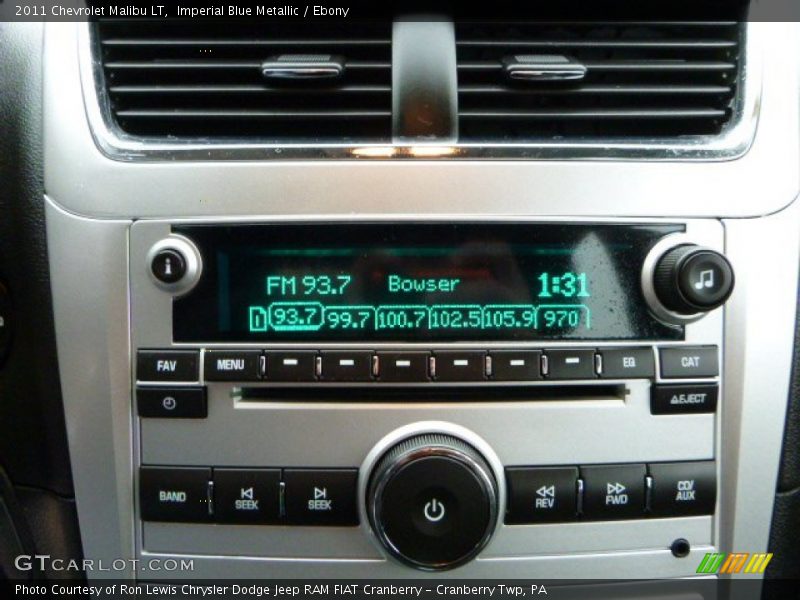 2011 Chevrolet Malibu LT, Imperial Blue Metallic / Ebony
FM 93.7 Bowser 1:31
1 93.7 99.7 100.7 102.5 105.9 970
FAV MENU EQ CAT
EJECT
BAND SEEK SEEK REV FWD CD/AUX
GTCARLOT.COM
Photo Courtesy of Ron Lewis Chrysler Dodge Jeep RAM FIAT Cranberry – Cranberry Twp, PA